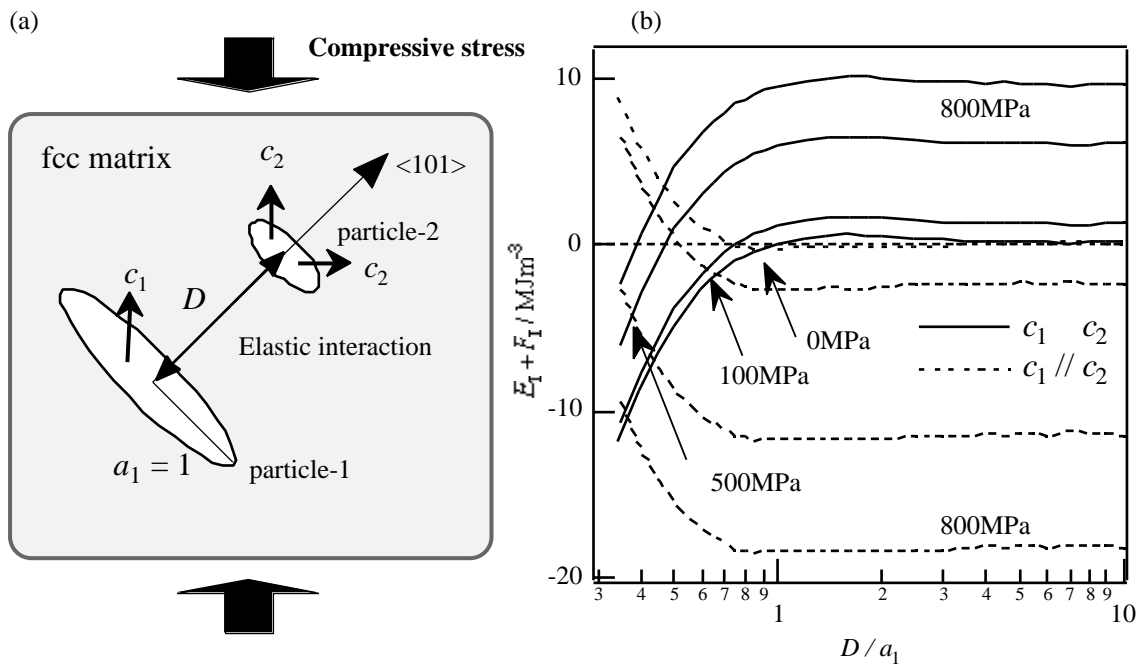 (a)
Compressive stress
fcc matrix
c2
<101>
particle-2
c2
c1
D
Elastic interaction
a1 = 1
particle-1
(b)
10
0
-10
-20
E̅I + FI / MJm-3
800MPa
0MPa
100MPa
500MPa
800MPa
c1 c2
c1 // c2
3 4 5 6 7 8 9 1 2 3 4 5 6 7 8 9 10
D / a1